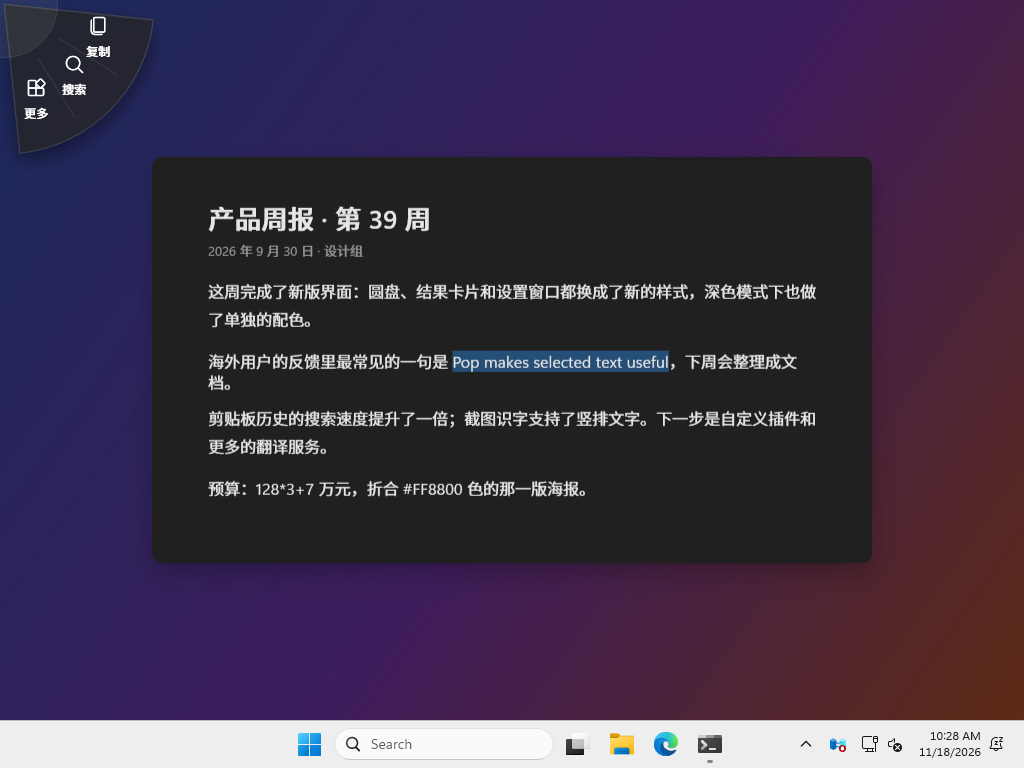 复制
搜索
更多
产品周报 · 第 39 周
2026 年 9 月 30 日 · 设计组
这周完成了新版界面：圆盘、结果卡片和设置窗口都换成了新的样式，深色模式下也做
了单独的配色。
海外用户的反馈里最常见的一句是 Pop makes selected text useful，下周会整理成文
档。
剪贴板历史的搜索速度提升了一倍；截图识字支持了竖排文字。下一步是自定义插件和
更多的翻译服务。
预算：128*3+7 万元，折合 #FF8800 色的那一版海报。
Search
10:28 AM
11/18/2026